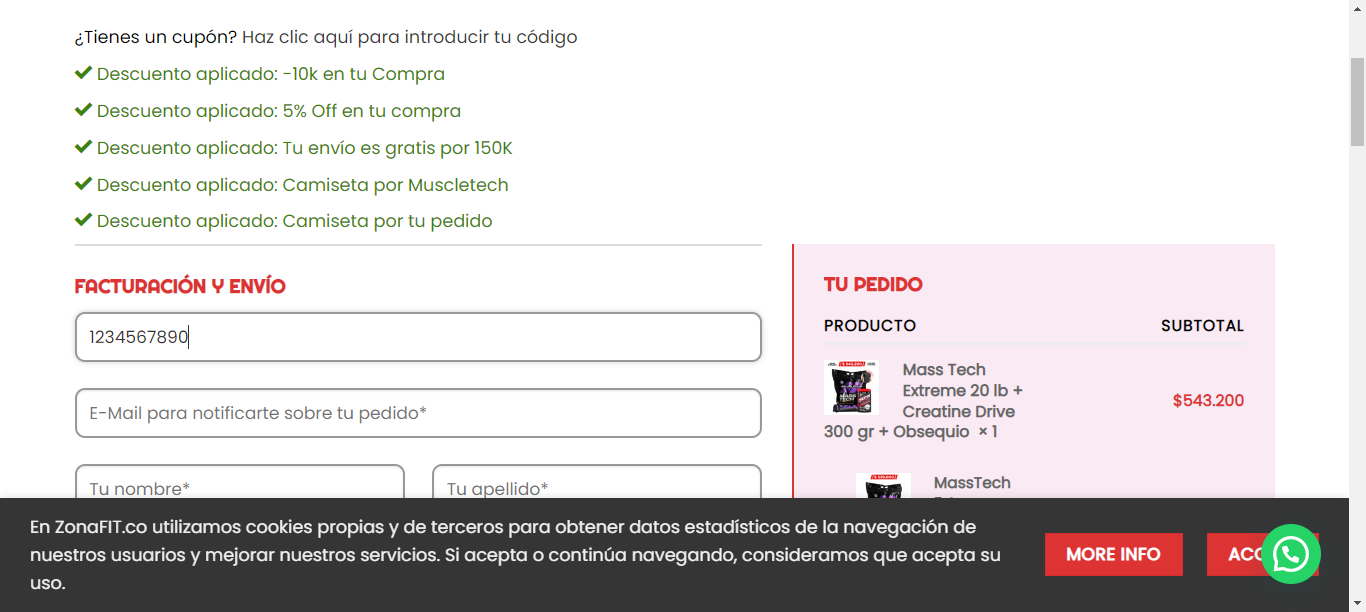 ¿Tienes un cupón? Haz clic aquí para introducir tu código
Descuento aplicado: -10k en tu Compra
Descuento aplicado: 5% Off en tu compra
Descuento aplicado: Tu envío es gratis por 150K
Descuento aplicado: Camiseta por Muscletech
Descuento aplicado: Camiseta por tu pedido
FACTURACIÓN Y ENVÍO
1234567890
E-Mail para notificarte sobre tu pedido*
Tu nombre*
Tu apellido*
TU PEDIDO
PRODUCTO
SUBTOTAL
Mass Tech
Extreme 20 lb +
Creatine Drive
300 gr + Obsequio × 1
$543.200
MassTech
En ZonaFIT.co utilizamos cookies propias y de terceros para obtener datos estadísticos de la navegación de
nuestros usuarios y mejorar nuestros servicios. Si acepta o continúa navegando, consideramos que acepta su
uso.
MORE INFO